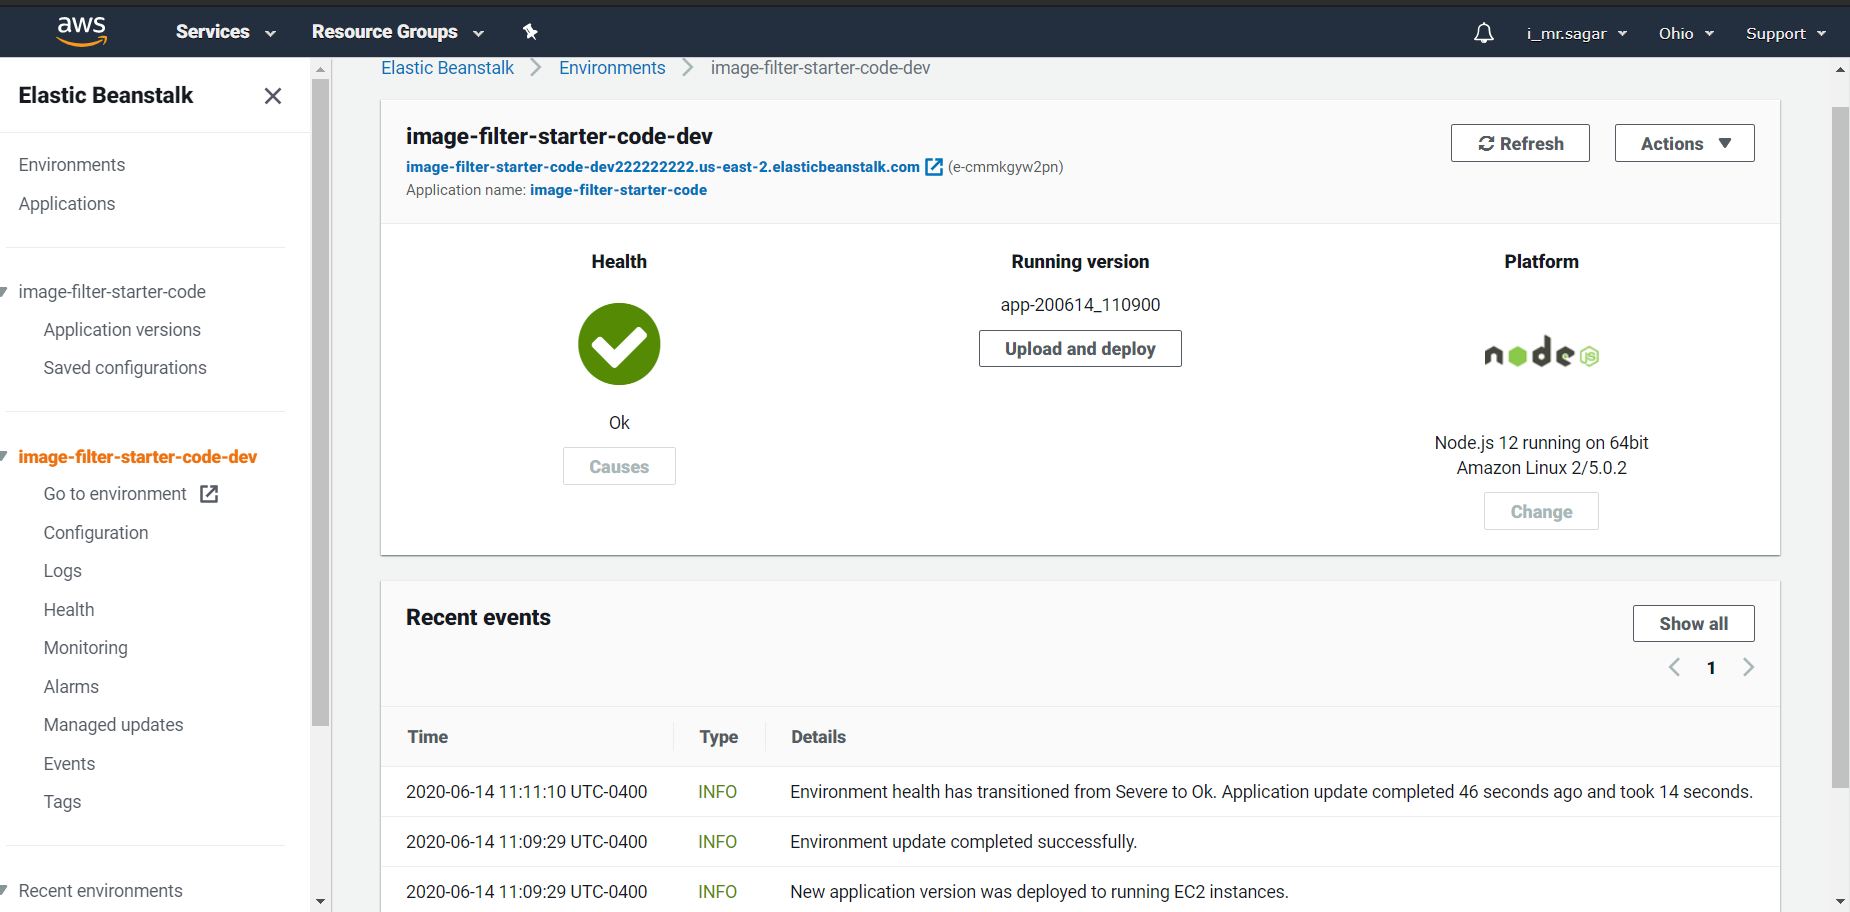 aws Services Resource Groups i_mr.sagar Ohio Support
Elastic Beanstalk
Environments
Applications
image-filter-starter-code
Application versions
Saved configurations
image-filter-starter-code-dev
Go to environment
Configuration
Logs
Health
Monitoring
Alarms
Managed updates
Events
Tags
Recent environments
Elastic Beanstalk Environments image-filter-starter-code-dev
image-filter-starter-code-dev
image-filter-starter-code-dev222222222.us-east-2.elasticbeanstalk.com (e-cmmkgyw2pn)
Application name: image-filter-starter-code
Refresh Actions
Health
Ok
Causes
Running version
app-200614_110900
Upload and deploy
Platform
node JS
Node.js 12 running on 64bit
Amazon Linux 2/5.0.2
Change
Recent events
Show all
1
Time Type Details
2020-06-14 11:11:10 UTC-0400 INFO Environment health has transitioned from Severe to Ok. Application update completed 46 seconds ago and took 14 seconds.
2020-06-14 11:09:29 UTC-0400 INFO Environment update completed successfully.
2020-06-14 11:09:29 UTC-0400 INFO New application version was deployed to running EC2 instances.